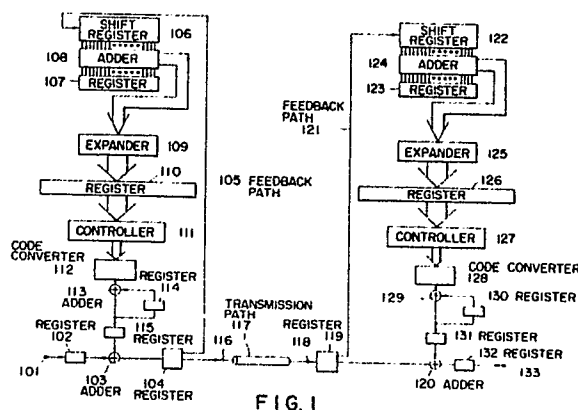 106
SHIFT
REGISTER
108
ADDER
107
REGISTER
EXPANDER
109
110
REGISTER
105 FEEDBACK
PATH
CONTROLLER
111
CODE
CONVERTER
112
REGISTER
113 ADDER
114
REGISTER
102
115
REGISTER
101
103
ADDER
104
REGISTER
116
TRANSMISSION
PATH
117
118
REGISTER
119
SHIFT
REGISTER
122
124
ADDER
123
REGISTER
FEEDBACK
PATH
121
EXPANDER
125
126
REGISTER
CONTROLLER
127
CODE CONVERTER
128
129
130 REGISTER
131 REGISTER
132 REGISTER
120
ADDER
133
FIG. 1